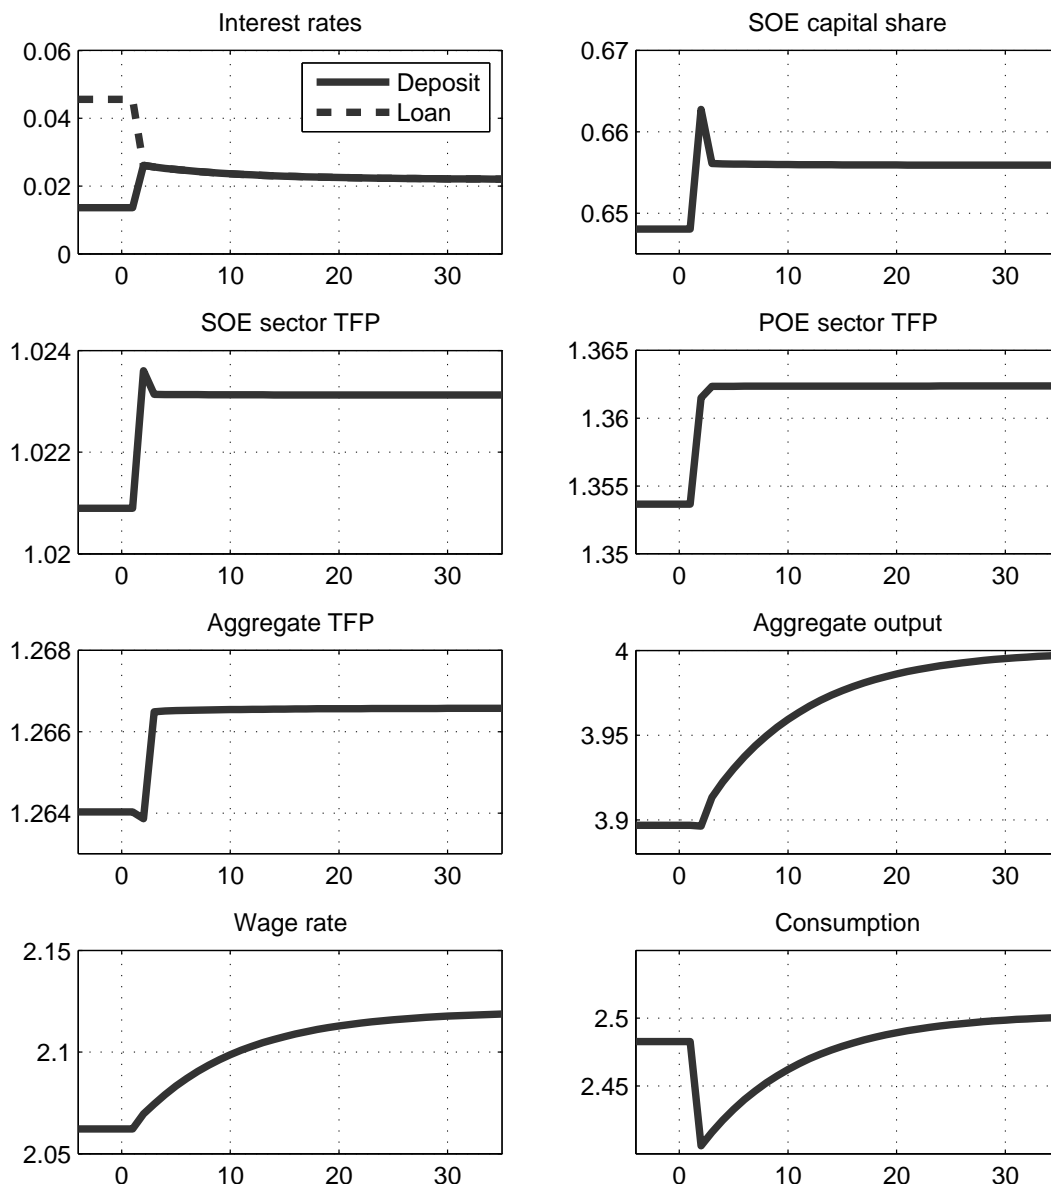 Interest rates
0.06
0.04
0.02
0
0 10 20 30
Deposit
Loan
SOE capital share
0.67
0.66
0.65
0 10 20 30
SOE sector TFP
1.024
1.022
1.02
0 10 20 30
POE sector TFP
1.365
1.36
1.355
1.35
0 10 20 30
Aggregate TFP
1.268
1.266
1.264
0 10 20 30
Aggregate output
4
3.95
3.9
0 10 20 30
Wage rate
2.15
2.1
2.05
0 10 20 30
Consumption
2.5
2.45
0 10 20 30